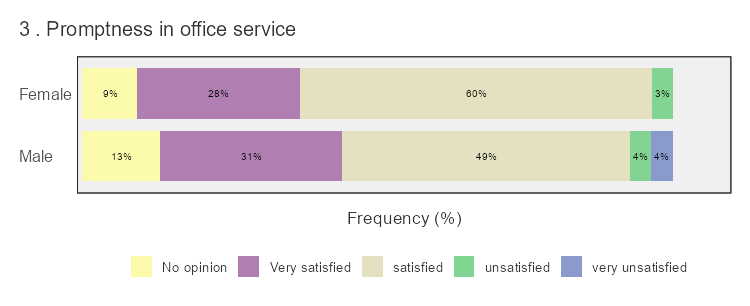 3 . Promptness in office service
Female 9% 28% 60% 3%
Male 13% 31% 49% 4% 4%
Frequency (%)
No opinion Very satisfied satisfied unsatisfied very unsatisfied